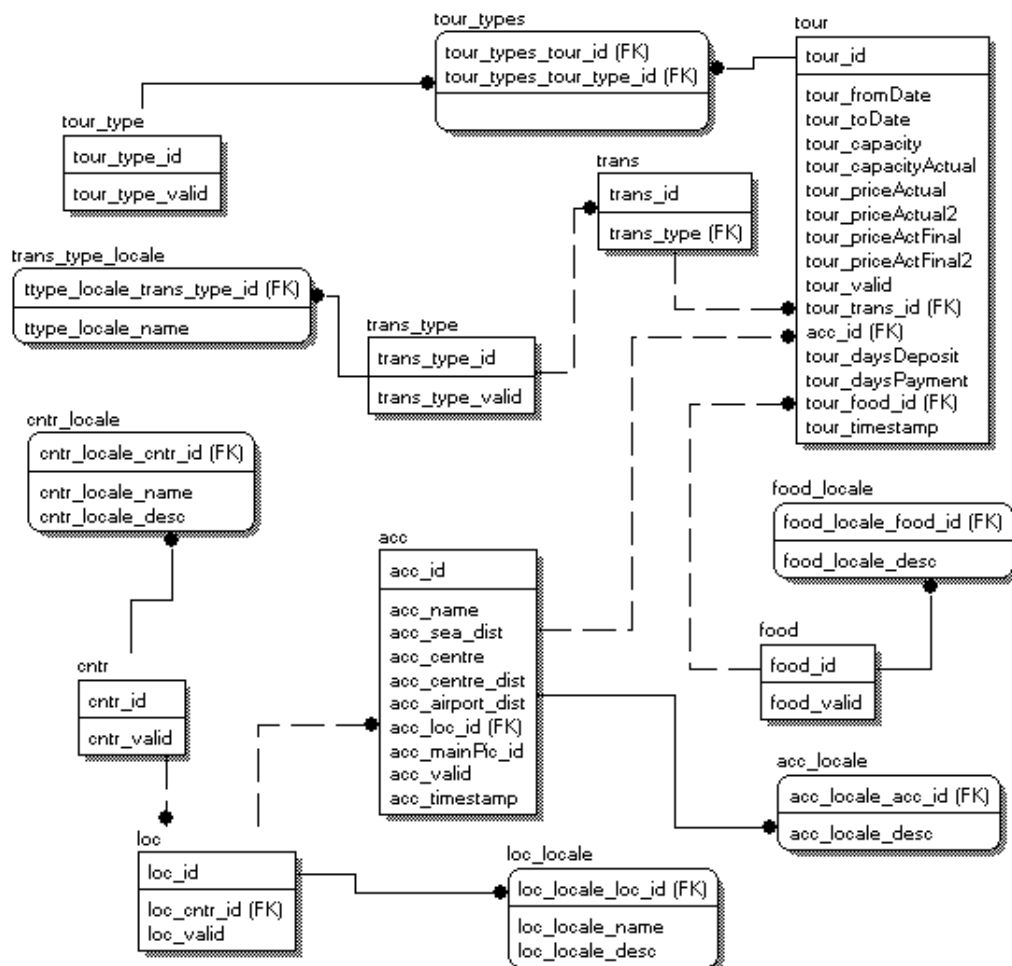 tour_types
tour_types_tour_id (FK)
tour_types_tour_type_id (FK)
tour
tour_id
tour_fromDate
tour_toDate
tour_capacity
tour_capacityActual
tour_priceActual
tour_priceActual2
tour_priceActFinal
tour_priceActFinal2
tour_valid
tour_trans_id (FK)
acc_id (FK)
tour_daysDeposit
tour_daysPayment
tour_food_id (FK)
tour_timestamp
tour_type
tour_type_id
tour_type_valid
trans
trans_id
trans_type (FK)
trans_type_locale
ttype_locale_trans_type_id (FK)
ttype_locale_name
trans_type
trans_type_id
trans_type_valid
cntr_locale
cntr_locale_cntr_id (FK)
cntr_locale_name
cntr_locale_desc
food_locale
food_locale_food_id (FK)
food_locale_desc
acc
acc_id
acc_name
acc_sea_dist
acc_centre
acc_centre_dist
acc_airport_dist
acc_loc_id (FK)
acc_mainPic_id
acc_valid
acc_timestamp
food
food_id
food_valid
cntr
cntr_id
cntr_valid
acc_locale
acc_locale_acc_id (FK)
acc_locale_desc
loc
loc_id
loc_cntr_id (FK)
loc_valid
loc_locale
loc_locale_loc_id (FK)
loc_locale_name
loc_locale_desc